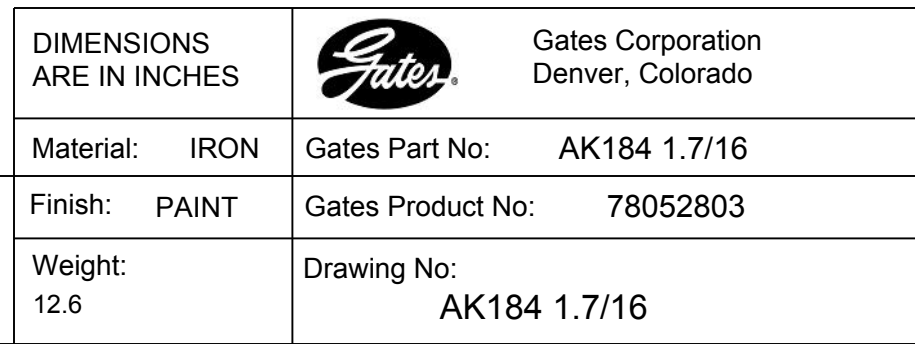 DIMENSIONS
ARE IN INCHES
Gates®
Gates Corporation
Denver, Colorado
Material: IRON
Gates Part No: AK184 1.7/16
Finish: PAINT
Gates Product No: 78052803
Weight:
12.6
Drawing No:
AK184 1.7/16